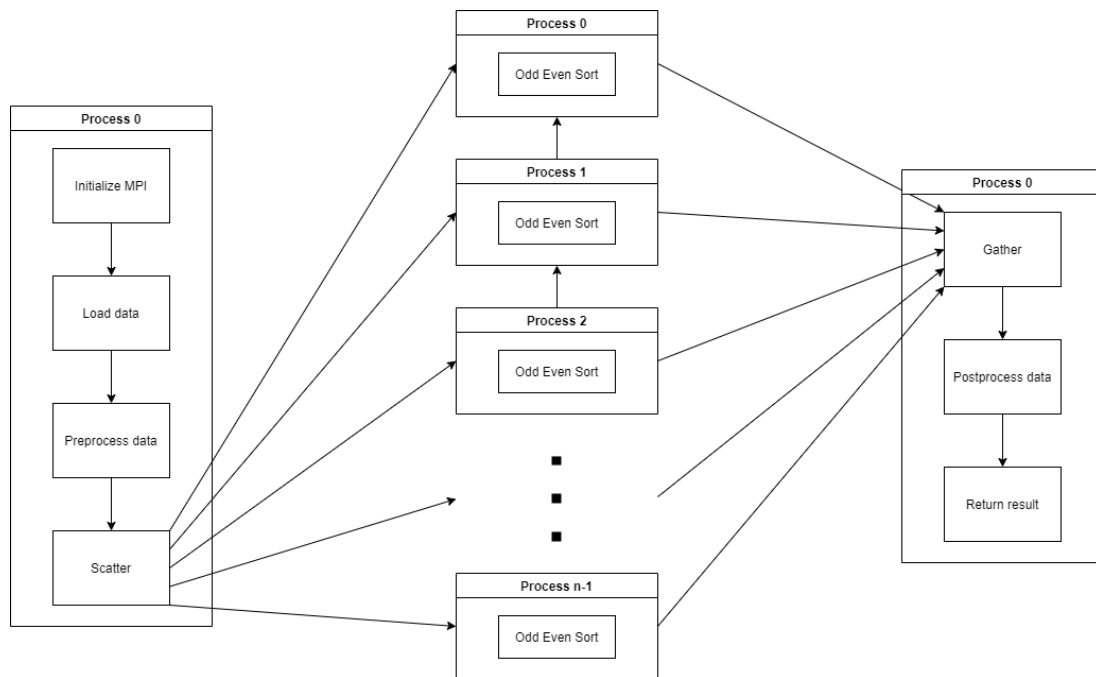 Process 0
Initialize MPI
Load data
Preprocess data
Scatter
Process 0
Odd Even Sort
Process 1
Odd Even Sort
Process 2
Odd Even Sort
Process n-1
Odd Even Sort
Process 0
Gather
Postprocess data
Return result